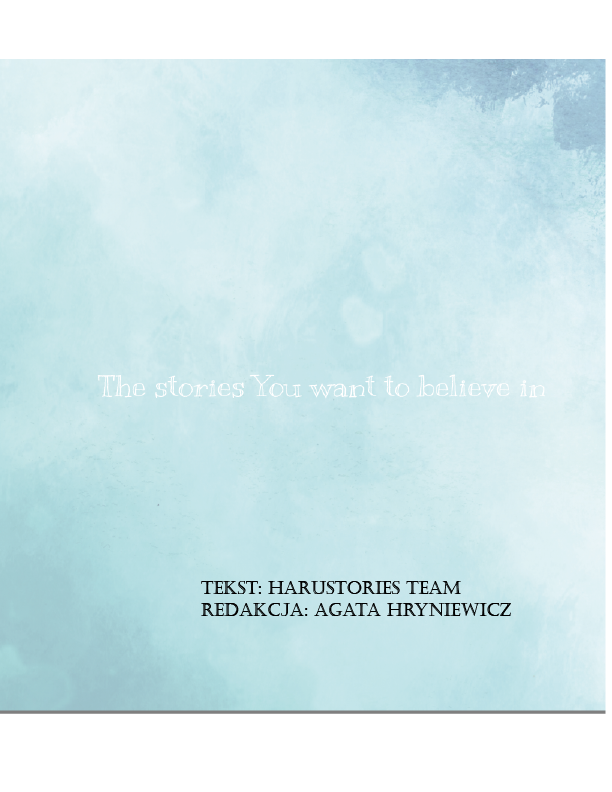 The stories You want to believe in
TEKST: HARUSTORIES TEAM
REDAKCJA: AGATA HRYNIEWICZ